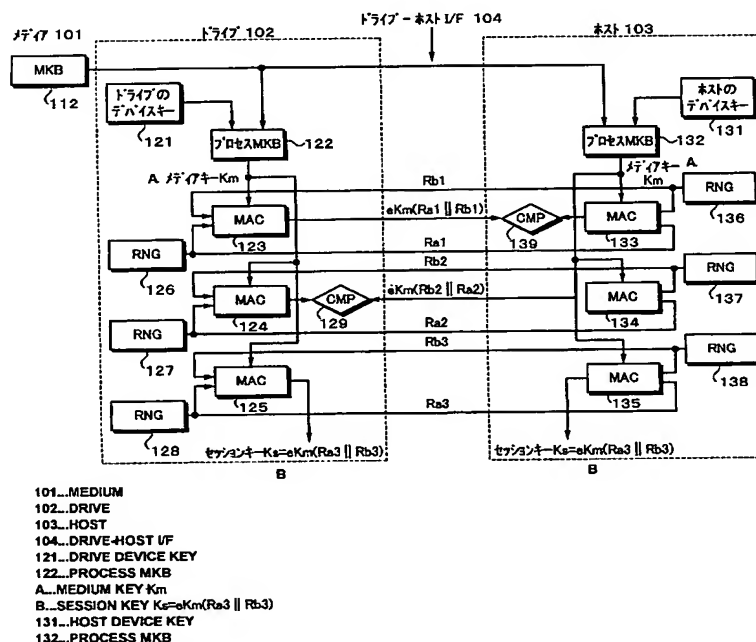 メディア 101
ドライブ 102
ドライブ-ホスト I/F 104
ホスト 103
MKB
112
ドライブの
デバイスキー
121
プロセスMKB
122
ホストの
デバイスキー
131
プロセスMKB
132
A メディアキーKm
メディアキー A
Km
Rb1
MAC
123
eKm(Ra1 || Rb1)
CMP
139
MAC
133
RNG
136
RNG
126
Ra1
Rb2
MAC
124
CMP
129
eKm(Rb2 || Ra2)
MAC
134
RNG
137
RNG
127
Ra2
Rb3
MAC
125
MAC
135
RNG
138
RNG
128
Ra3
セッションキーKs=eKm(Ra3 || Rb3)
B
セッションキーKs=eKm(Ra3 || Rb3)
B
101...MEDIUM
102...DRIVE
103...HOST
104...DRIVE-HOST I/F
121...DRIVE DEVICE KEY
122...PROCESS MKB
A...MEDIUM KEY Km
B...SESSION KEY Ks=eKm(Ra3 || Rb3)
131...HOST DEVICE KEY
132...PROCESS MKB